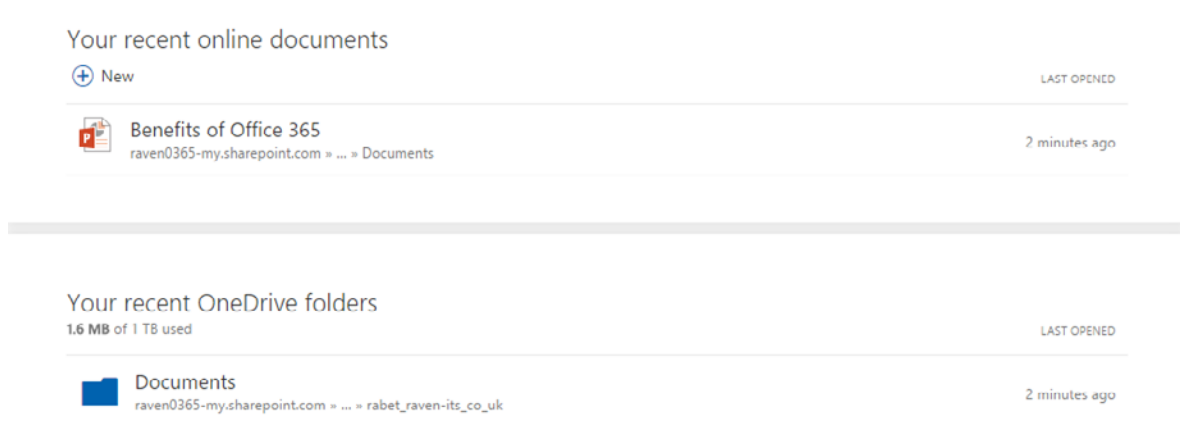 Your recent online documents
New
LAST OPENED
Benefits of Office 365
raven0365-my.sharepoint.com » ... » Documents
2 minutes ago
Your recent OneDrive folders
1.6 MB of 1 TB used
LAST OPENED
Documents
raven0365-my.sharepoint.com » ... » rabet_raven-its_co_uk
2 minutes ago